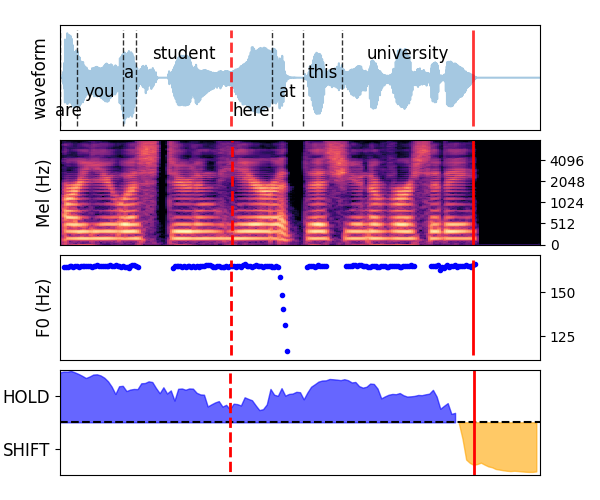 waveform
are you a student here at this university
Mel (Hz)
4096
2048
1024
512
0
F0 (Hz)
150
125
HOLD
SHIFT